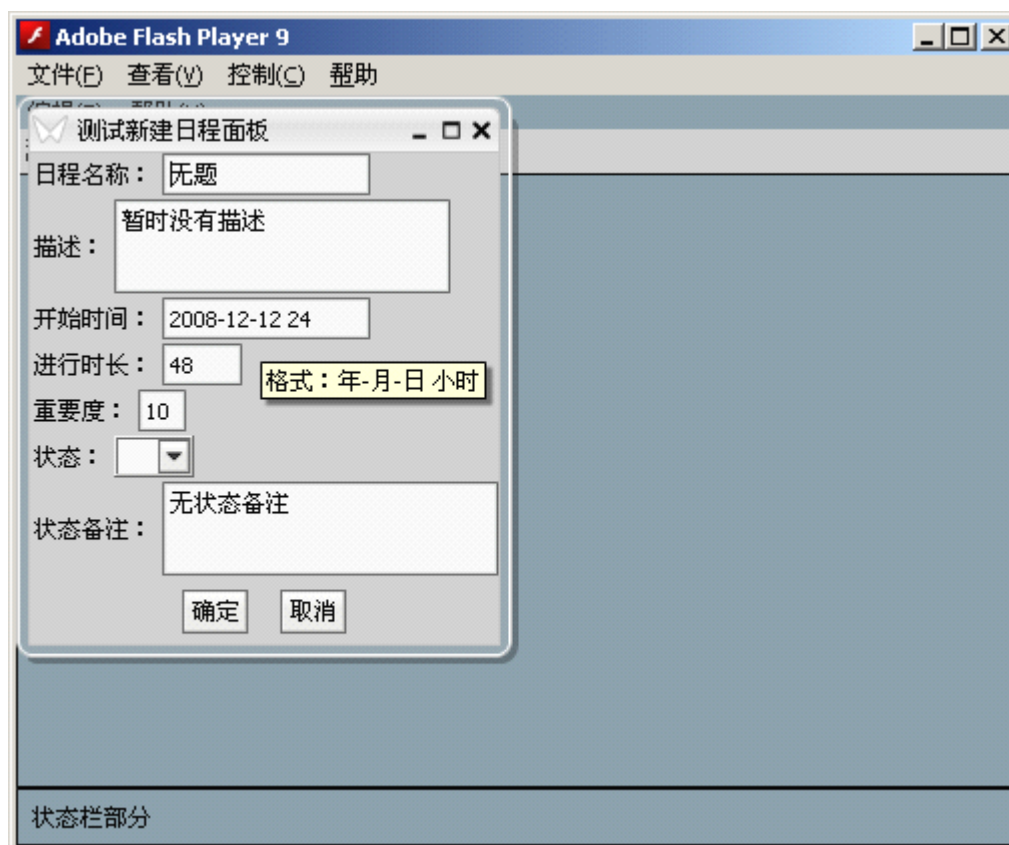 Adobe Flash Player 9
文件(F) 查看(V) 控制(C) 帮助
测试新建日程面板
日程名称： 无题
描述： 暂时没有描述
开始时间： 2008-12-12 24
进行时长： 48
格式：年-月-日 小时
重要度： 10
状态：
状态备注： 无状态备注
确定 取消
状态栏部分